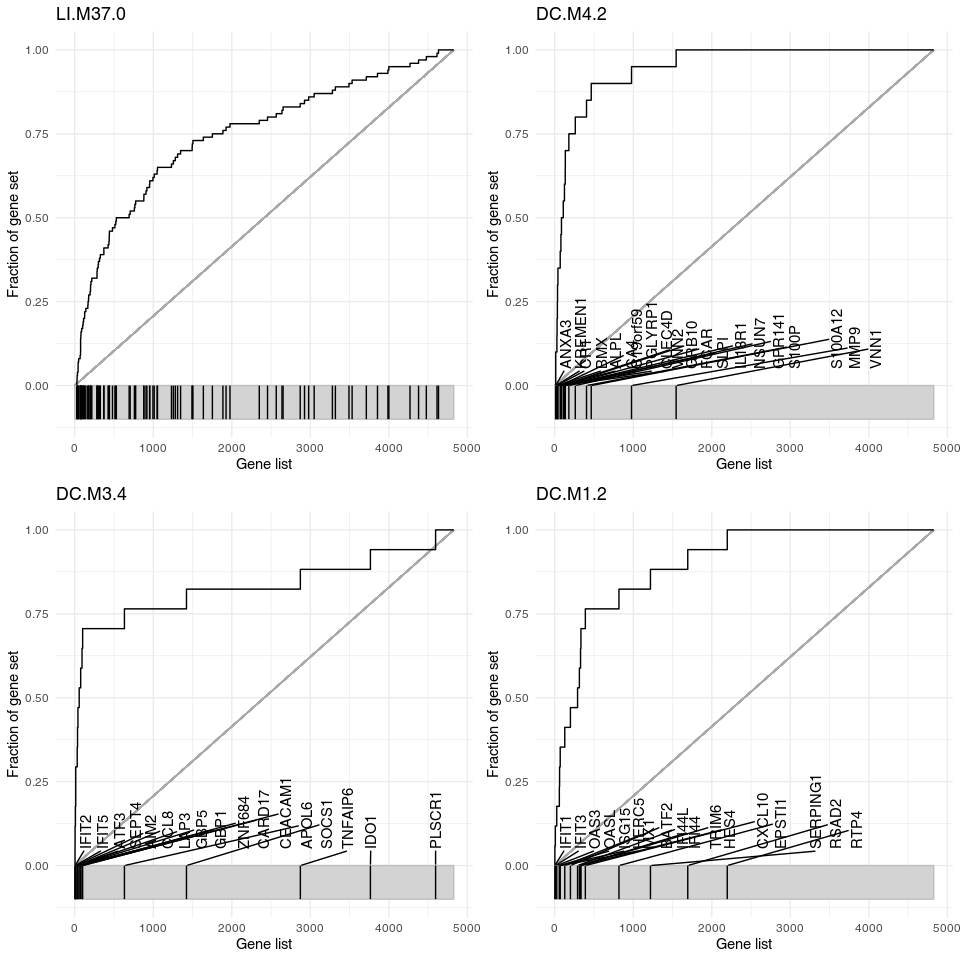 LI.M37.0
Fraction of gene set
1.00
0.75
0.50
0.25
0.00
0 1000 2000 3000 4000 5000
Gene list
DC.M4.2
Fraction of gene set
1.00
0.75
0.50
0.25
0.00
ANXA3 KREMEN1 BMX ALPL PGLYRP1 GRB10 SLPI IL18R1 NSUN7 GPR141 S100P S100A12 MMP9 VNN1
0 1000 2000 3000 4000 5000
Gene list
DC.M3.4
Fraction of gene set
1.00
0.75
0.50
0.25
0.00
IFIT2 IFIT5 ATF3 SEPT4 CCL8 LAP3 GBP5 GBP1 ZNF684 CARD17 CEACAM1 APOL6 SOCS1 TNFAIP6 IDO1 PLSCR1
0 1000 2000 3000 4000 5000
Gene list
DC.M1.2
Fraction of gene set
1.00
0.75
0.50
0.25
0.00
IFIT1 IFIT3 OAS3 OASL ISG15 HERC5 BATF2 IFI44L IFI44 TRIM6 HES4 CXCL10 EPSTI1 SERPING1 RSAD2 RTP4
0 1000 2000 3000 4000 5000
Gene list